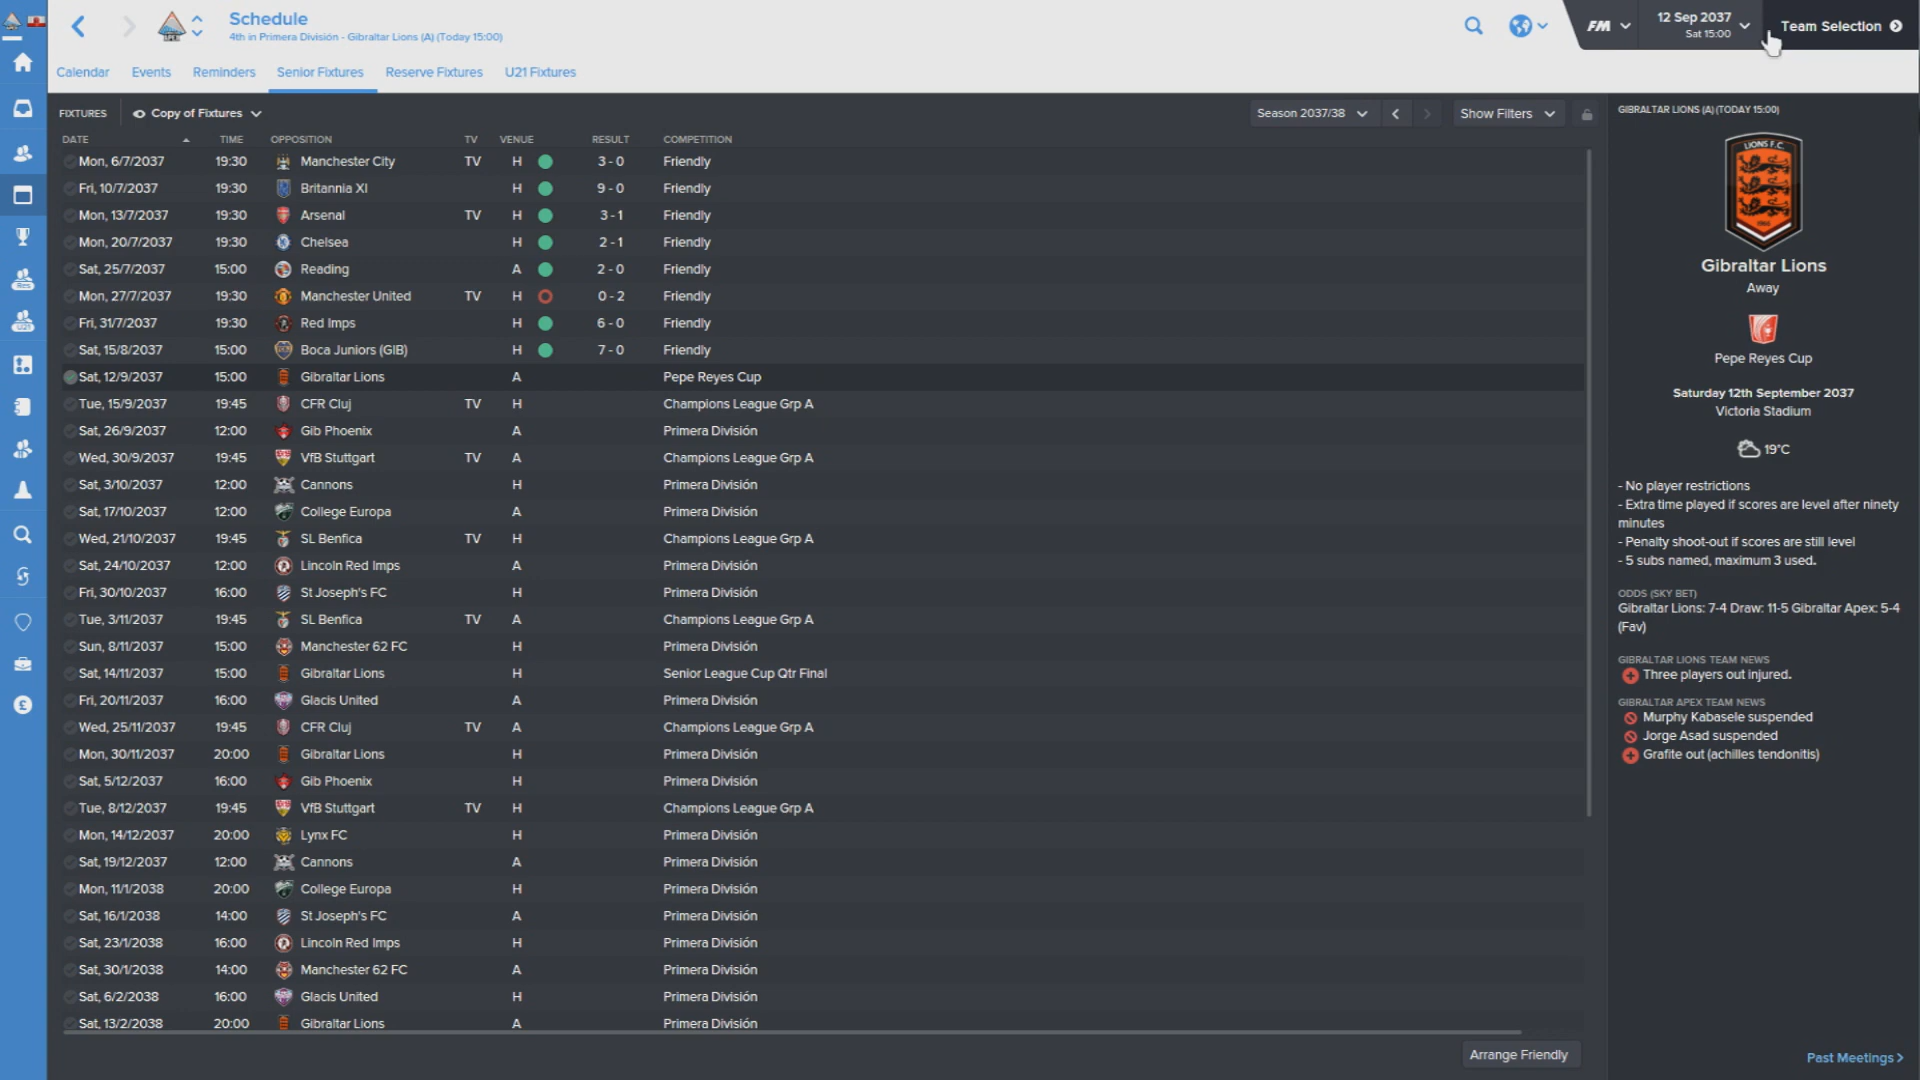 Schedule
4th in Primera División - Gibraltar Lions (A) (Today 15:00)
FM
12 Sep 2037
Sat 15:00
Team Selection
Calendar Events Reminders Senior Fixtures Reserve Fixtures U21 Fixtures
FIXTURES Copy of Fixtures Season 2037/38 Show Filters
DATE TIME OPPOSITION TV VENUE RESULT COMPETITION
Mon, 6/7/2037 19:30 Manchester City TV H 3 - 0 Friendly
Fri, 10/7/2037 19:30 Britannia XI H 9 - 0 Friendly
Mon, 13/7/2037 19:30 Arsenal TV H 3 - 1 Friendly
Mon, 20/7/2037 19:30 Chelsea H 2 - 1 Friendly
Sat, 25/7/2037 15:00 Reading A 2 - 0 Friendly
Mon, 27/7/2037 19:30 Manchester United TV H 0 - 2 Friendly
Fri, 31/7/2037 19:30 Red Imps H 6 - 0 Friendly
Sat, 15/8/2037 15:00 Boca Juniors (GIB) H 7 - 0 Friendly
Sat, 12/9/2037 15:00 Gibraltar Lions A Pepe Reyes Cup
Tue, 15/9/2037 19:45 CFR Cluj TV H Champions League Grp A
Sat, 26/9/2037 12:00 Gib Phoenix A Primera División
Wed, 30/9/2037 19:45 VfB Stuttgart TV A Champions League Grp A
Sat, 3/10/2037 12:00 Cannons H Primera División
Sat, 17/10/2037 12:00 College Europa A Primera División
Wed, 21/10/2037 19:45 SL Benfica TV H Champions League Grp A
Sat, 24/10/2037 12:00 Lincoln Red Imps A Primera División
Fri, 30/10/2037 16:00 St Joseph's FC H Primera División
Tue, 3/11/2037 19:45 SL Benfica TV A Champions League Grp A
Sun, 8/11/2037 15:00 Manchester 62 FC H Primera División
Sat, 14/11/2037 15:00 Gibraltar Lions H Senior League Cup Qtr Final
Fri, 20/11/2037 16:00 Glacis United A Primera División
Wed, 25/11/2037 19:45 CFR Cluj TV A Champions League Grp A
Mon, 30/11/2037 20:00 Gibraltar Lions H Primera División
Sat, 5/12/2037 16:00 Gib Phoenix H Primera División
Tue, 8/12/2037 19:45 VfB Stuttgart TV H Champions League Grp A
Mon, 14/12/2037 20:00 Lynx FC H Primera División
Sat, 19/12/2037 12:00 Cannons A Primera División
Mon, 11/1/2038 20:00 College Europa H Primera División
Sat, 16/1/2038 14:00 St Joseph's FC A Primera División
Sat, 23/1/2038 16:00 Lincoln Red Imps H Primera División
Sat, 30/1/2038 14:00 Manchester 62 FC A Primera División
Sat, 6/2/2038 16:00 Glacis United H Primera División
Sat, 13/2/2038 20:00 Gibraltar Lions A Primera División
Arrange Friendly
GIBRALTAR LIONS (A) (TODAY 15:00)
LIONS F.C.
Gibraltar Lions
Away
Pepe Reyes Cup
Saturday 12th September 2037
Victoria Stadium
19°C
- No player restrictions
- Extra time played if scores are level after ninety
minutes
- Penalty shoot-out if scores are still level
- 5 subs named, maximum 3 used.
ODDS (SKY BET)
Gibraltar Lions: 7-4 Draw: 11-5 Gibraltar Apex: 5-4
(Fav)
GIBRALTAR LIONS TEAM NEWS
Three players out injured.
GIBRALTAR APEX TEAM NEWS
Murphy Kabasele suspended
Jorge Asad suspended
Grafite out (achilles tendonitis)
Past Meetings >
APEX
Res
U21